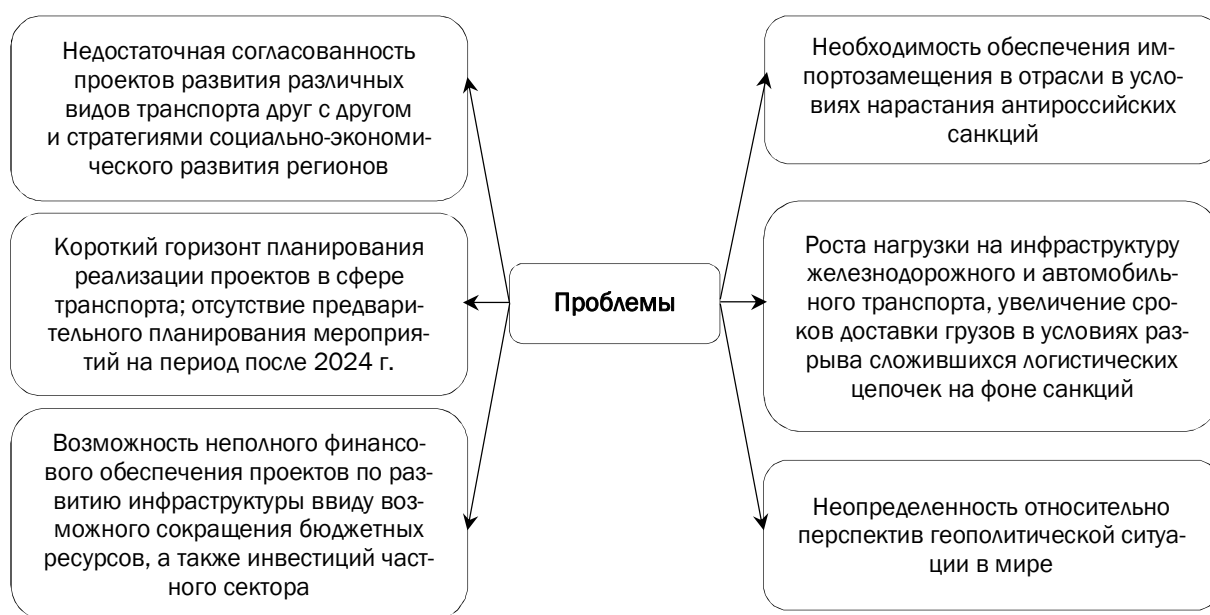 Недостаточная согласованность
проектов развития различных
видов транспорта друг с другом
и стратегиями социально-экономи-
ческого развития регионов
Короткий горизонт планирования
реализации проектов в сфере
транспорта; отсутствие предвари-
тельного планирования мероприя-
тий на период после 2024 г.
Возможность неполного финансо-
вого обеспечения проектов по раз-
витию инфраструктуры ввиду воз-
можного сокращения бюджетных
ресурсов, а также инвестиций част-
ного сектора
Проблемы
Необходимость обеспечения им-
портозамещения в отрасли в усло-
виях нарастания антироссийских
санкций
Роста нагрузки на инфраструктуру
железнодорожного и автомобиль-
ного транспорта, увеличение сро-
ков доставки грузов в условиях раз-
рыва сложившихся логистических
цепочек на фоне санкций
Неопределенность относительно
перспектив геополитической ситуа-
ции в мире